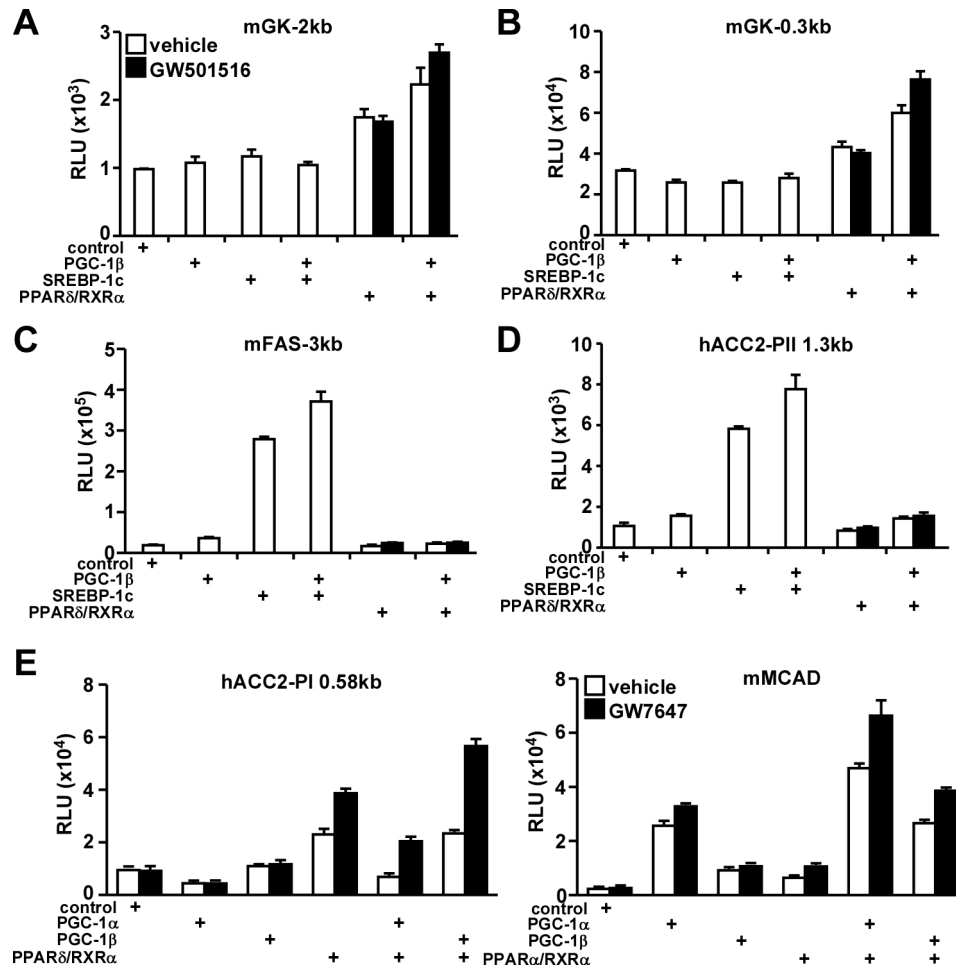 A
mGK-2kb
vehicle
GW501516
RLU (x10³)
3
2
1
0
control +
PGC-1β + +
SREBP-1c + +
PPARδ/RXRα + +
B
mGK-0.3kb
RLU (x10⁴)
10
8
6
4
2
0
control +
PGC-1β + + +
SREBP-1c + +
PPARδ/RXRα + +
C
mFAS-3kb
RLU (x10⁵)
5
4
3
2
1
0
control +
PGC-1β + + +
SREBP-1c + +
PPARδ/RXRα + +
D
hACC2-PII 1.3kb
RLU (x10³)
10
8
6
4
2
0
control +
PGC-1β + + +
SREBP-1c + +
PPARδ/RXRα + +
E
hACC2-PI 0.58kb
RLU (x10⁴)
8
6
4
2
0
control +
PGC-1α + +
PGC-1β + +
PPARδ/RXRα + + +
mMCAD
vehicle
GW7647
RLU (x10⁴)
8
6
4
2
0
control +
PGC-1α + +
PGC-1β + +
PPARα/RXRα + + +